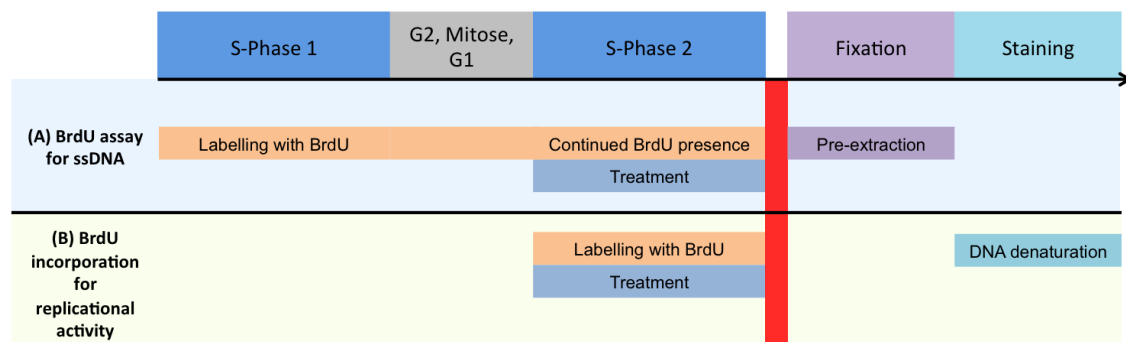 S-Phase 1
G2, Mitose,
G1
S-Phase 2
Fixation
Staining
(A) BrdU assay
for ssDNA
Labelling with BrdU
Continued BrdU presence
Pre-extraction
Treatment
(B) BrdU
incorporation
for
replicational
activity
Labelling with BrdU
DNA denaturation
Treatment